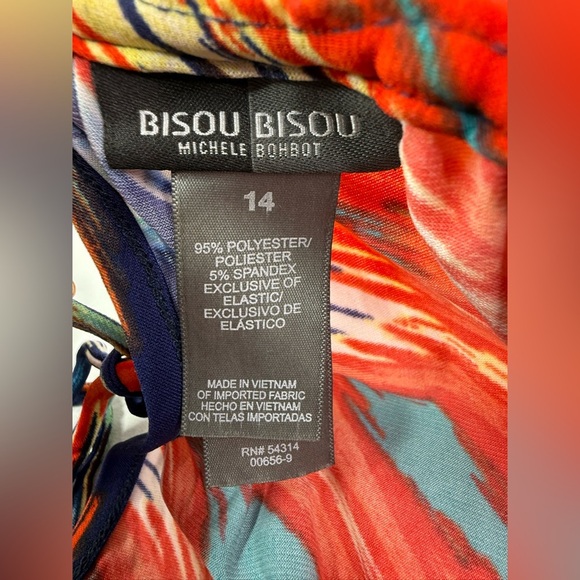 BISOU BISOU
MICHELE BOHBOT
14
95% POLYESTER/
POLIESTER
5% SPANDEX
EXCLUSIVE OF
ELASTIC/
EXCLUSIVO DE
ELÁSTICO
MADE IN VIETNAM
OF IMPORTED FABRIC
HECHO EN VIETNAM
CON TELAS IMPORTADAS
RN# 54314
00656-9